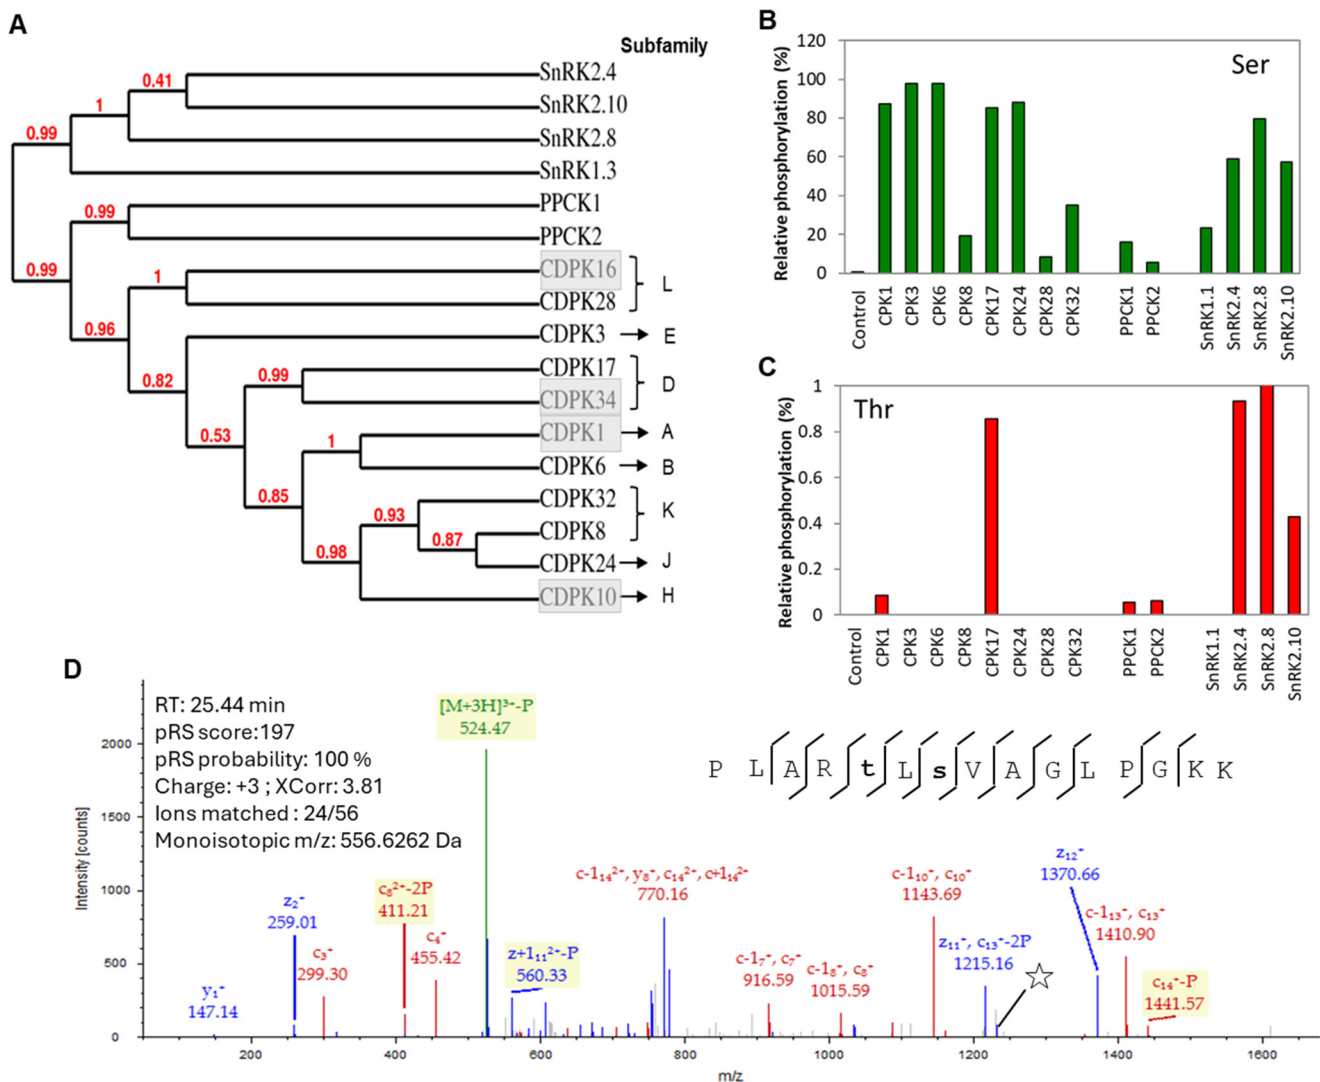 A
Subfamily
SnRK2.4
SnRK2.10
SnRK2.8
SnRK1.3
PPCK1
PPCK2
CDPK16
CDPK28
CDPK3
CDPK17
CDPK34
CDPK1
CDPK6
CDPK32
CDPK8
CDPK24
CDPK10
L
E
D
A
B
K
J
H
0.41
1
0.99
0.99
0.99
1
0.96
0.82
0.99
0.53
1
0.85
0.93
0.87
0.98
B
Ser
Relative phosphorylation (%)
120
100
80
60
40
20
0
Control
CPK1
CPK3
CPK6
CPK8
CPK17
CPK24
CPK28
CPK32
PPCK1
PPCK2
SnRK1.1
SnRK2.4
SnRK2.8
SnRK2.10
C
Thr
Relative phosphorylation (%)
1
0.8
0.6
0.4
0.2
0
Control
CPK1
CPK3
CPK6
CPK8
CPK17
CPK24
CPK28
CPK32
PPCK1
PPCK2
SnRK1.1
SnRK2.4
SnRK2.8
SnRK2.10
D
RT: 25.44 min
pRS score:197
pRS probability: 100 %
Charge: +3 ; XCorr: 3.81
Ions matched : 24/56
Monoisotopic m/z: 556.6262 Da
P L A R t L s V A G L P G K K
Intensity [counts]
2000
1500
1000
500
0
[M+3H]³⁺-P
524.47
y₁⁺
147.14
z₂⁺
259.01
c₃⁺
299.30
c₈²⁺-2P
411.21
c₄⁺
455.42
z+1₁₁²⁺-P
560.33
c-1₁₄²⁺, y₈⁺, c₁₄²⁺, c+1₁₄²⁺
770.16
c-1₇⁺, c₇⁺
916.59
c-1₈⁺, c₈⁺
1015.59
c-1₁₀⁺, c₁₀⁺
1143.69
z₁₁⁺, c₁₃⁺-2P
1215.16
z₁₂⁺
1370.66
c-1₁₃⁺, c₁₃⁺
1410.90
c₁₄⁺-P
1441.57
200
400
600
800
1000
1200
1400
1600
m/z